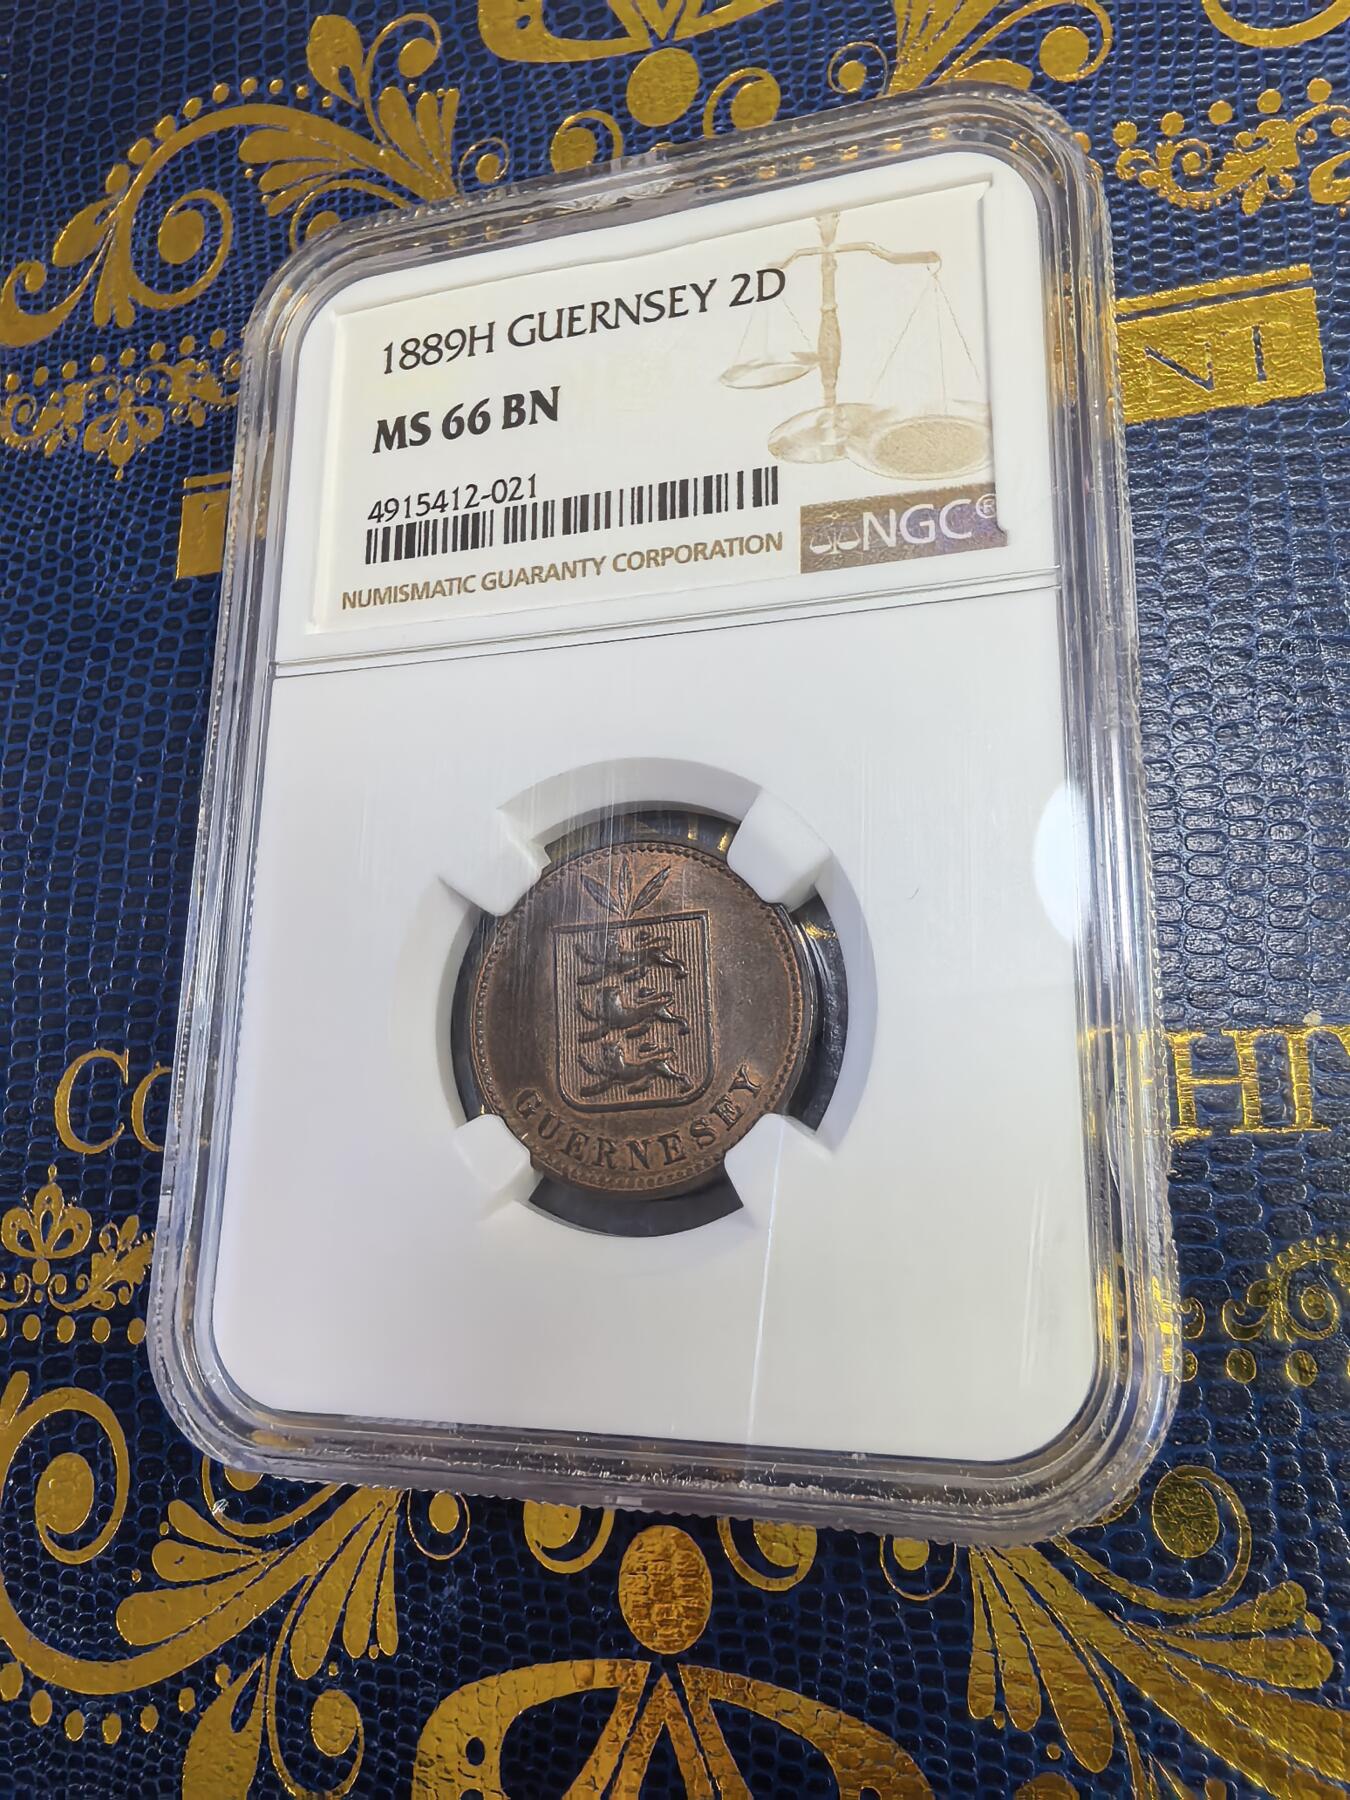 1889H GUERNSEY 2D
MS 66 BN
4915412-021
NUMISMATIC GUARANTY CORPORATION
NGC®
GUERNESEY